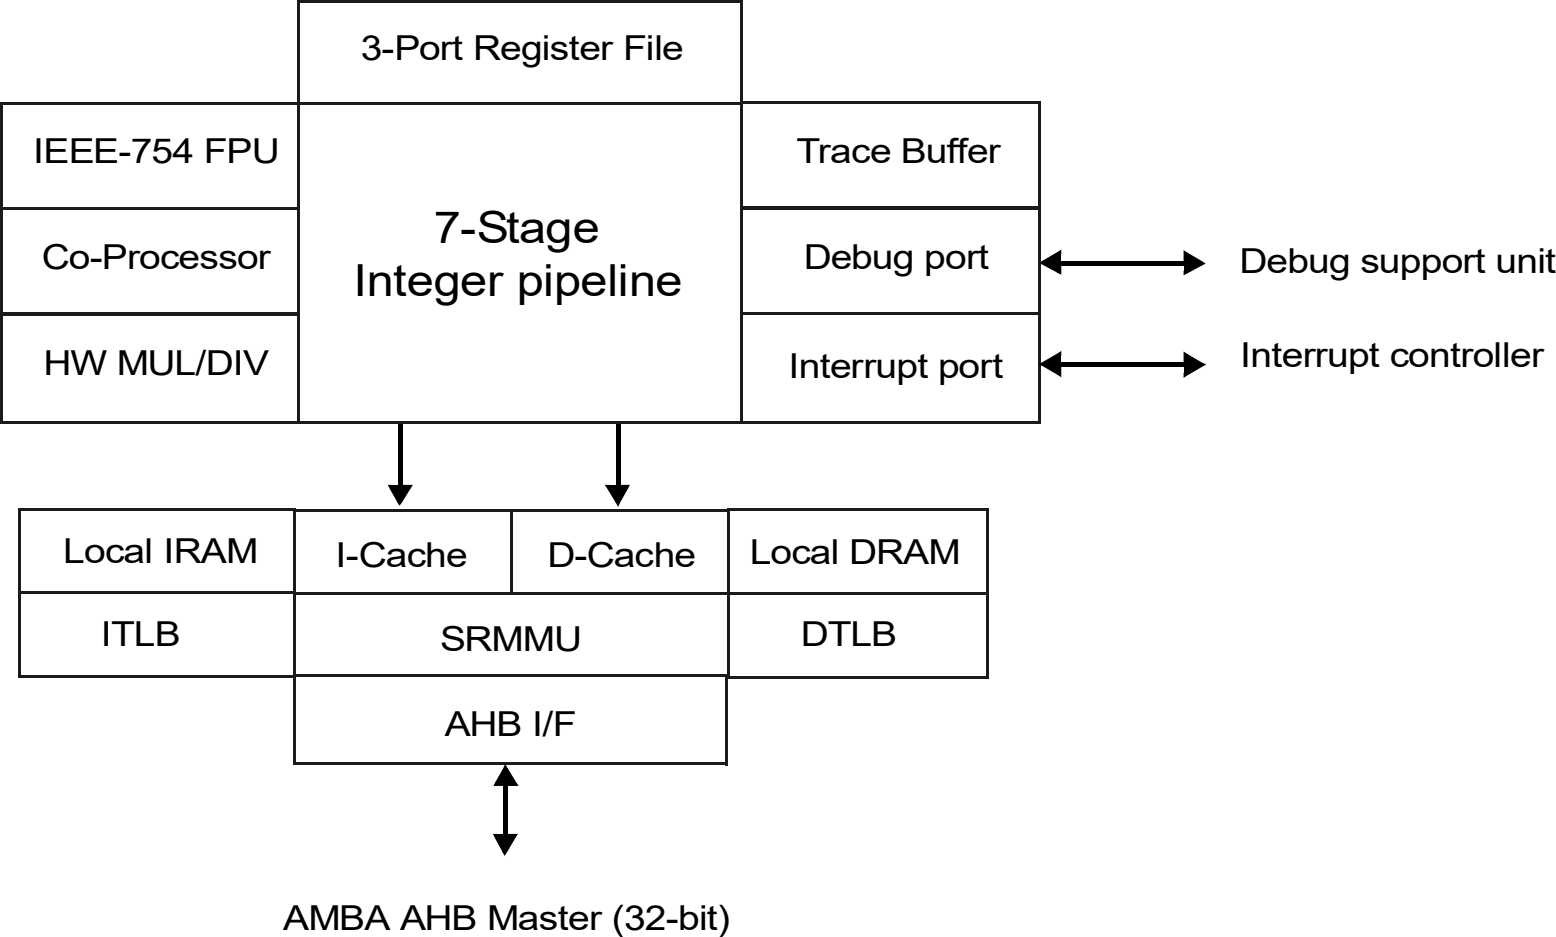 3-Port Register File
IEEE-754 FPU
Trace Buffer
7-Stage
Integer pipeline
Co-Processor
Debug port
Debug support unit
HW MUL/DIV
Interrupt port
Interrupt controller
Local IRAM
I-Cache
D-Cache
Local DRAM
ITLB
SRMMU
DTLB
AHB I/F
AMBA AHB Master (32-bit)